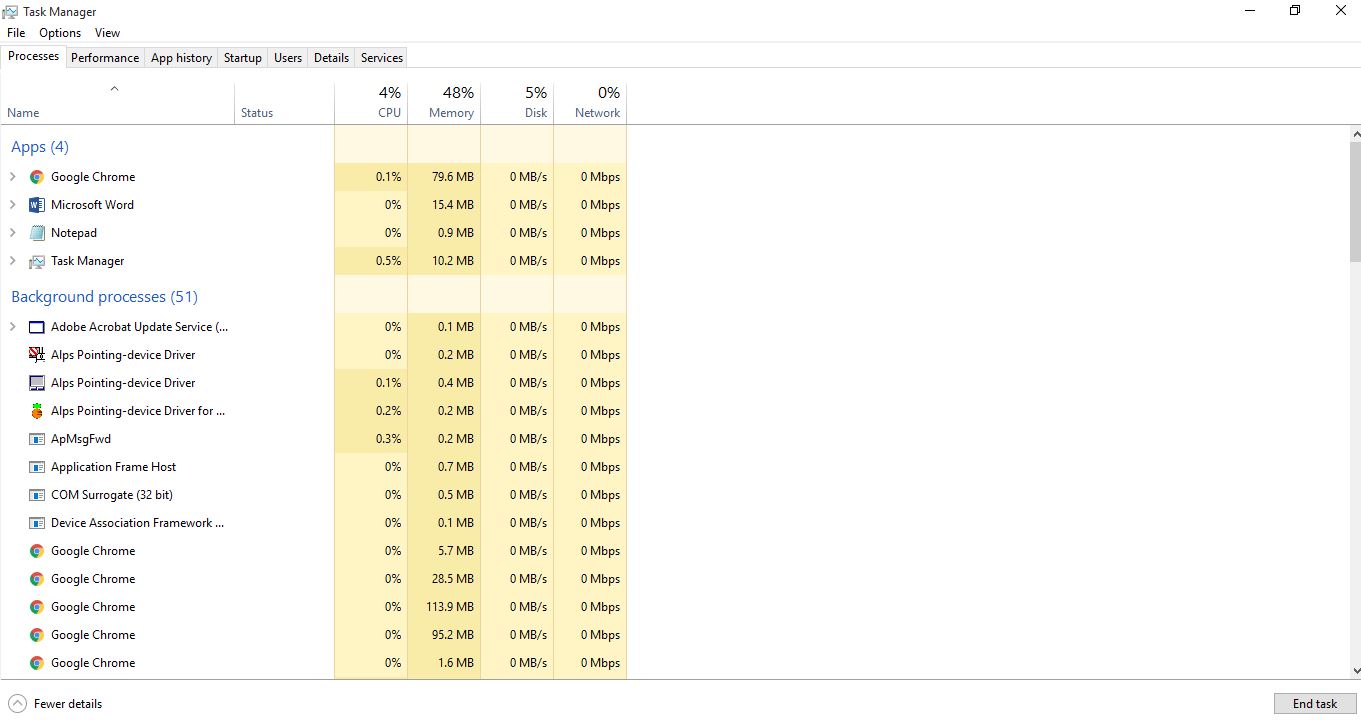 Task Manager
File Options View
Processes Performance App history Startup Users Details Services
4% 48% 5% 0%
Name Status CPU Memory Disk Network
Apps (4)
Google Chrome 0.1% 79.6 MB 0 MB/s 0 Mbps
Microsoft Word 0% 15.4 MB 0 MB/s 0 Mbps
Notepad 0% 0.9 MB 0 MB/s 0 Mbps
Task Manager 0.5% 10.2 MB 0 MB/s 0 Mbps
Background processes (51)
Adobe Acrobat Update Service (... 0% 0.1 MB 0 MB/s 0 Mbps
Alps Pointing-device Driver 0% 0.2 MB 0 MB/s 0 Mbps
Alps Pointing-device Driver 0.1% 0.4 MB 0 MB/s 0 Mbps
Alps Pointing-device Driver for ... 0.2% 0.2 MB 0 MB/s 0 Mbps
ApMsgFwd 0.3% 0.2 MB 0 MB/s 0 Mbps
Application Frame Host 0% 0.7 MB 0 MB/s 0 Mbps
COM Surrogate (32 bit) 0% 0.5 MB 0 MB/s 0 Mbps
Device Association Framework ... 0% 0.1 MB 0 MB/s 0 Mbps
Google Chrome 0% 5.7 MB 0 MB/s 0 Mbps
Google Chrome 0% 28.5 MB 0 MB/s 0 Mbps
Google Chrome 0% 113.9 MB 0 MB/s 0 Mbps
Google Chrome 0% 95.2 MB 0 MB/s 0 Mbps
Google Chrome 0% 1.6 MB 0 MB/s 0 Mbps
Fewer details End task